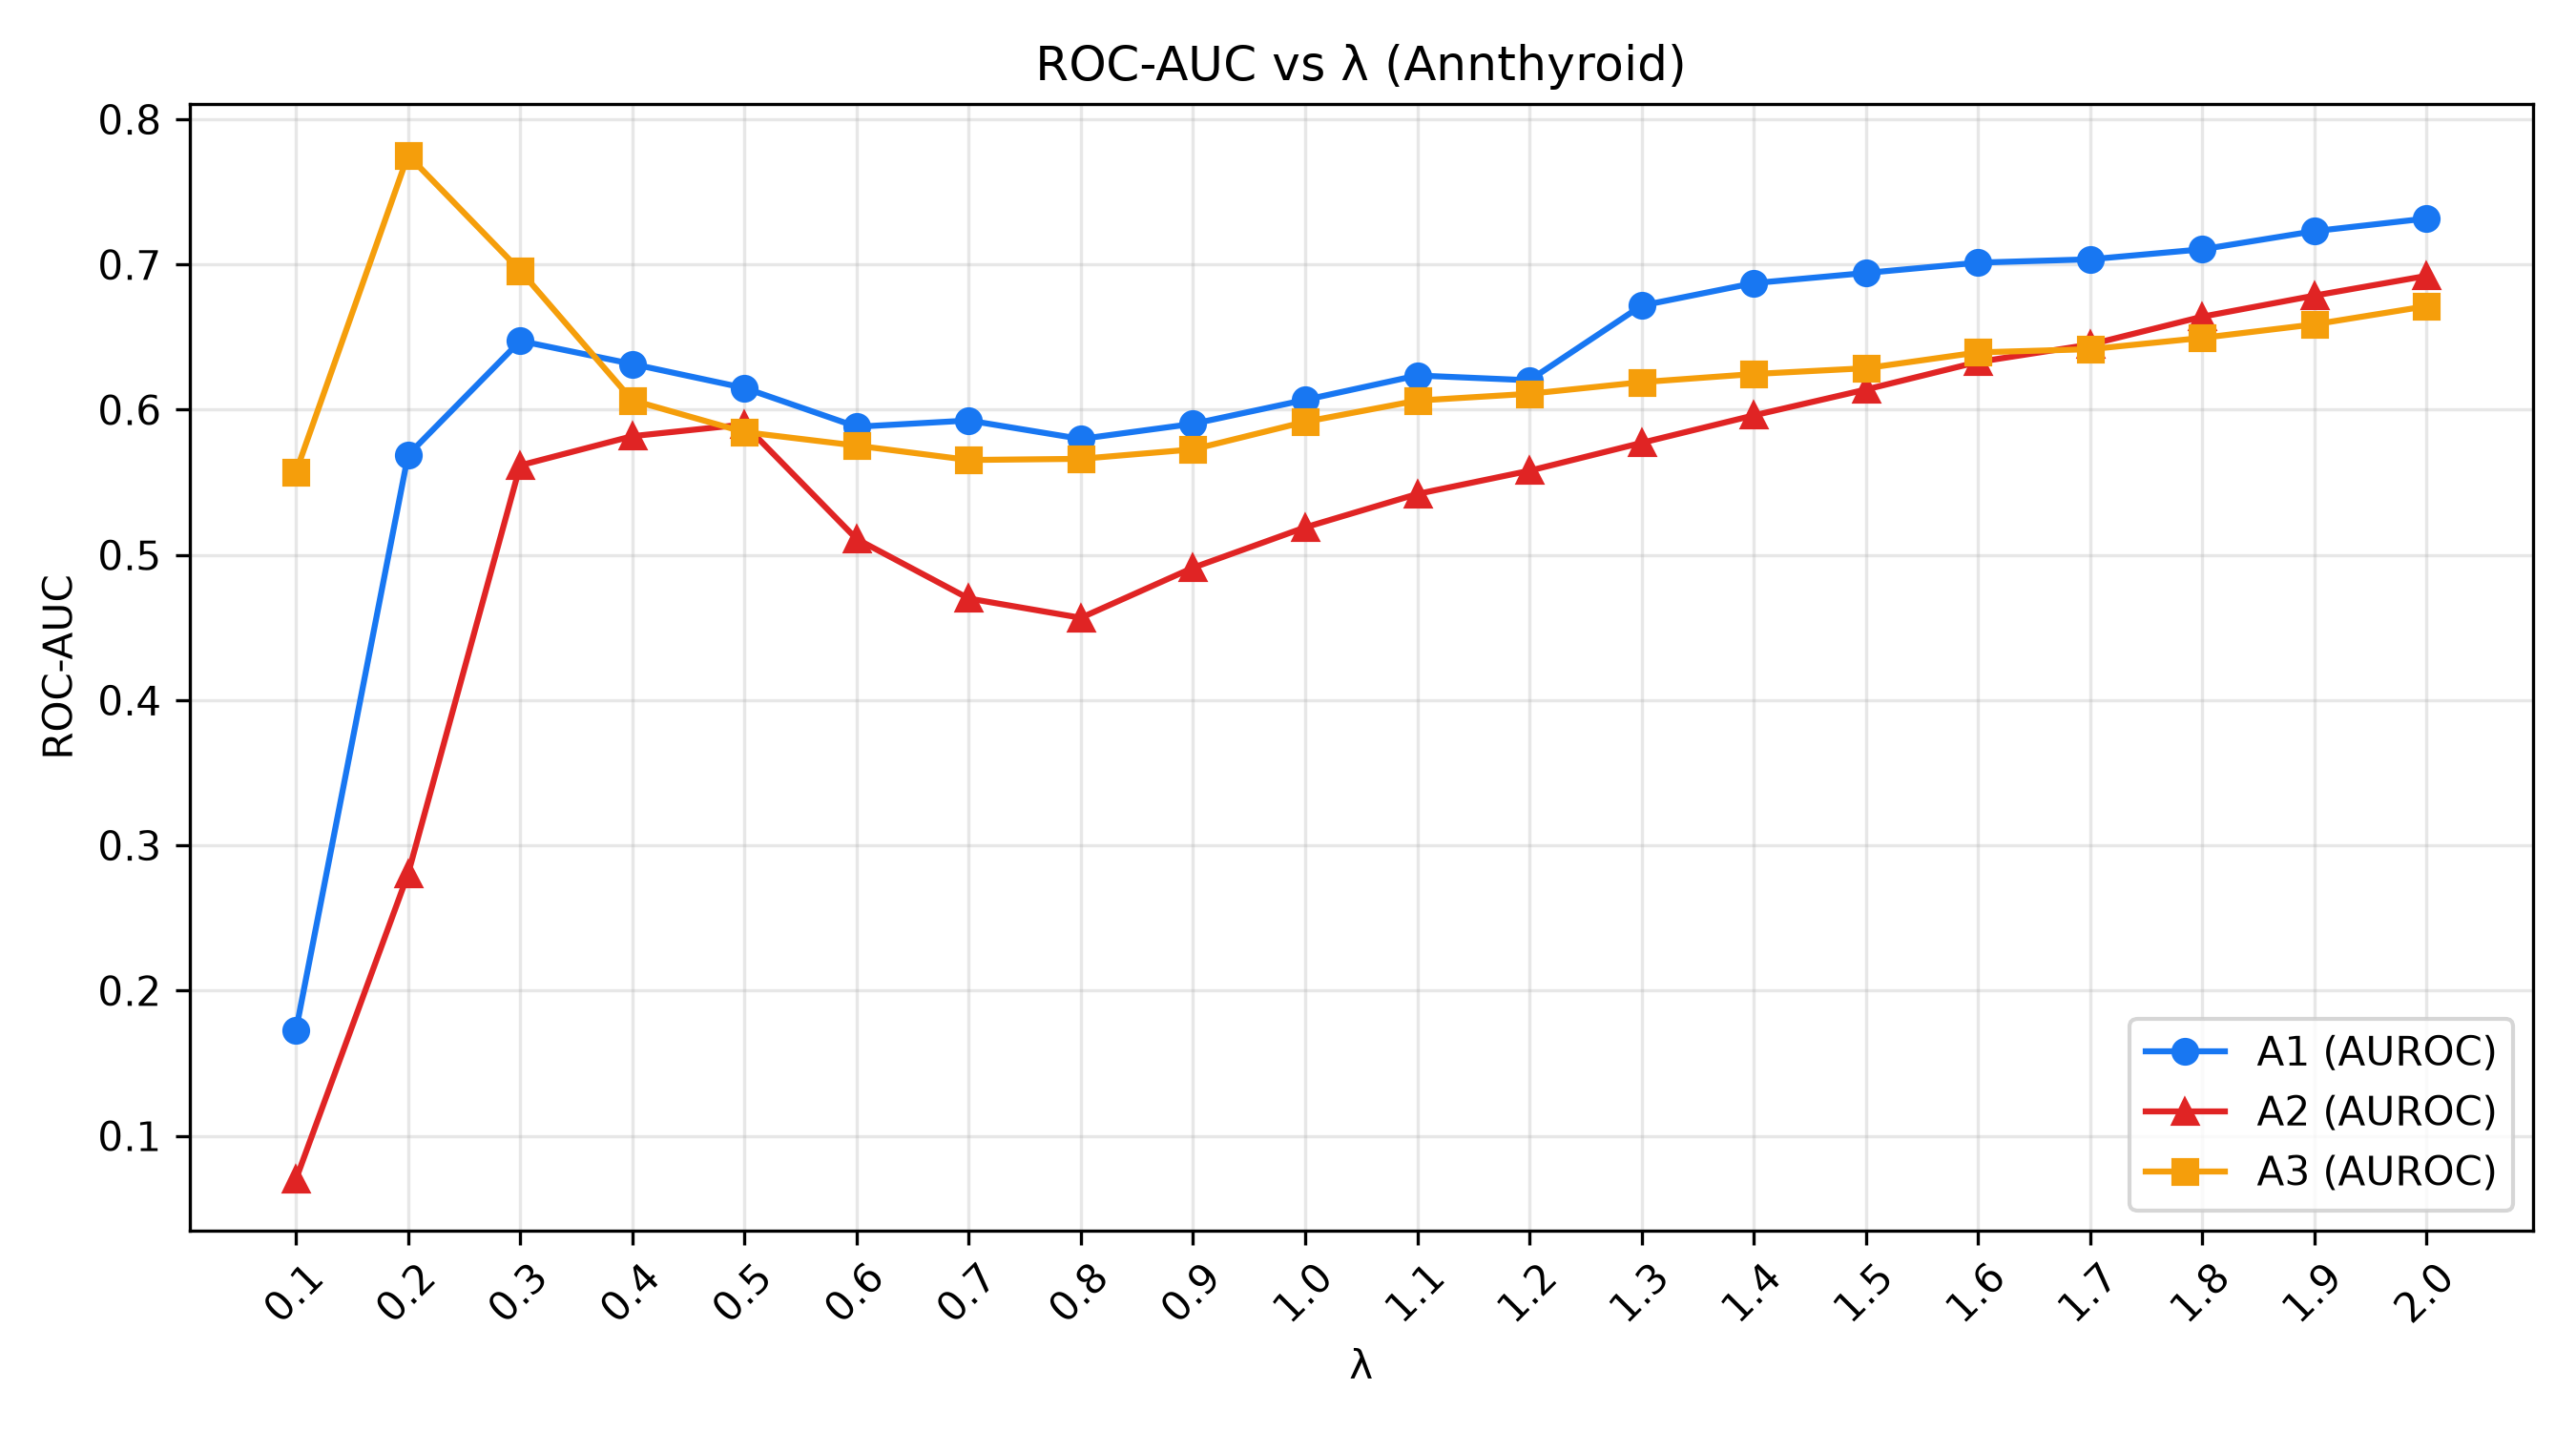 ROC-AUC vs λ (Annthyroid)
ROC-AUC
0.8
0.7
0.6
0.5
0.4
0.3
0.2
0.1
A1 (AUROC)
A2 (AUROC)
A3 (AUROC)
0.1 0.2 0.3 0.4 0.5 0.6 0.7 0.8 0.9 1.0 1.1 1.2 1.3 1.4 1.5 1.6 1.7 1.8 1.9 2.0
λ